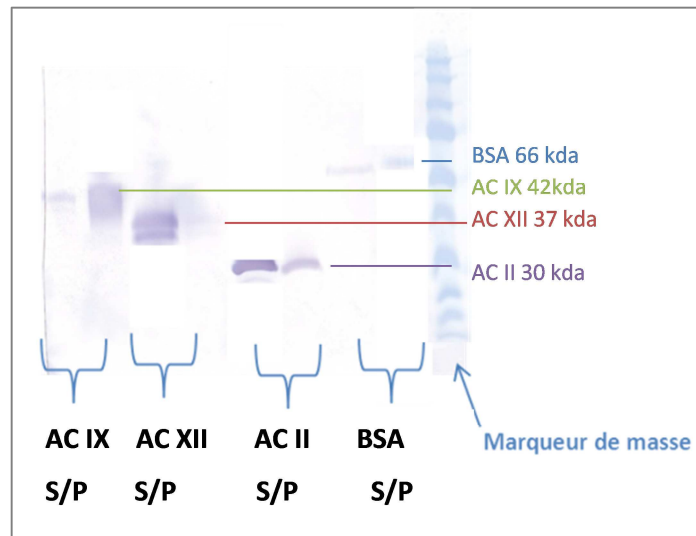 BSA 66 kda
AC IX 42kda
AC XII 37 kda
AC II 30 kda
AC IX AC XII AC II BSA
S/P S/P S/P S/P
Marqueur de masse